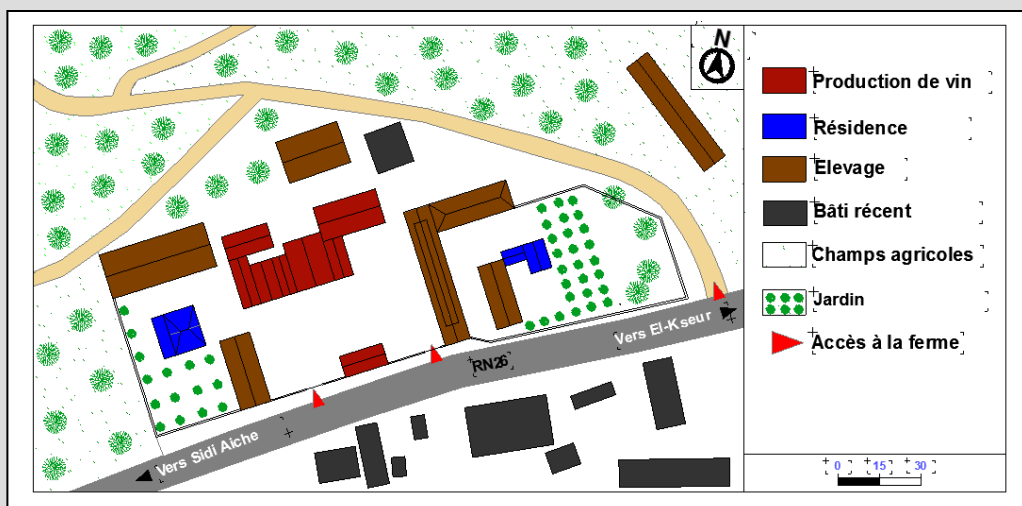 N
Production de vin
Résidence
Elevage
Bâti récent
Champs agricoles
Jardin
Accès à la ferme
Vers El-Kseur
RN26
Vers Sidi Aiche
0 15 30